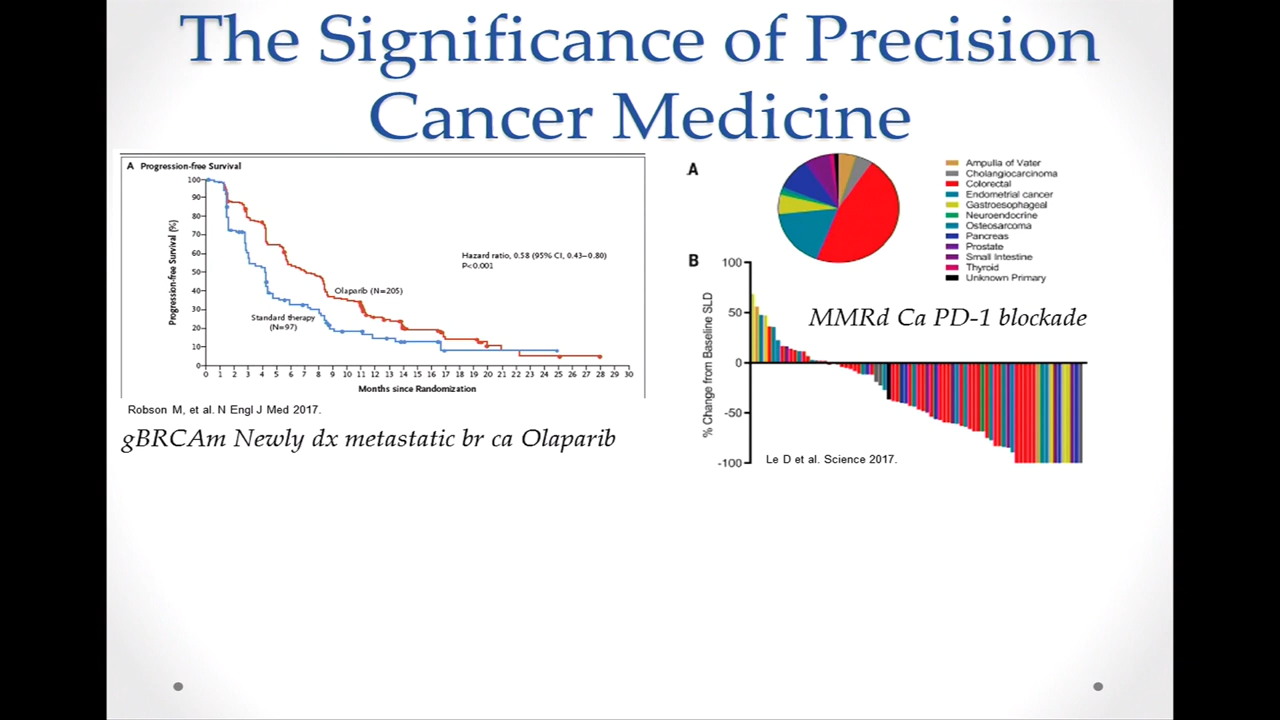 The Significance of Precision
Cancer Medicine
A Progression-free Survival
Progression-free Survival (%)
100
90
80
70
60
50
40
30
20
10
0
Hazard ratio, 0.58 (95% CI, 0.43–0.80)
P<0.001
Olaparib (N=205)
Standard therapy
(N=97)
0 1 2 3 4 5 6 7 8 9 10 11 12 13 14 15 16 17 18 19 20 21 22 23 24 25 26 27 28 29 30
Months since Randomization
Robson M, et al. N Engl J Med 2017.
gBRCAm Newly dx metastatic br ca Olaparib
A
Ampulla of Vater
Cholangiocarcinoma
Colorectal
Endometrial cancer
Gastroesophageal
Neuroendocrine
Osteosarcoma
Pancreas
Prostate
Small Intestine
Thyroid
Unknown Primary
B
% Change from Baseline SLD
100
50
0
-50
-100
MMRd Ca PD-1 blockade
Le D et al. Science 2017.